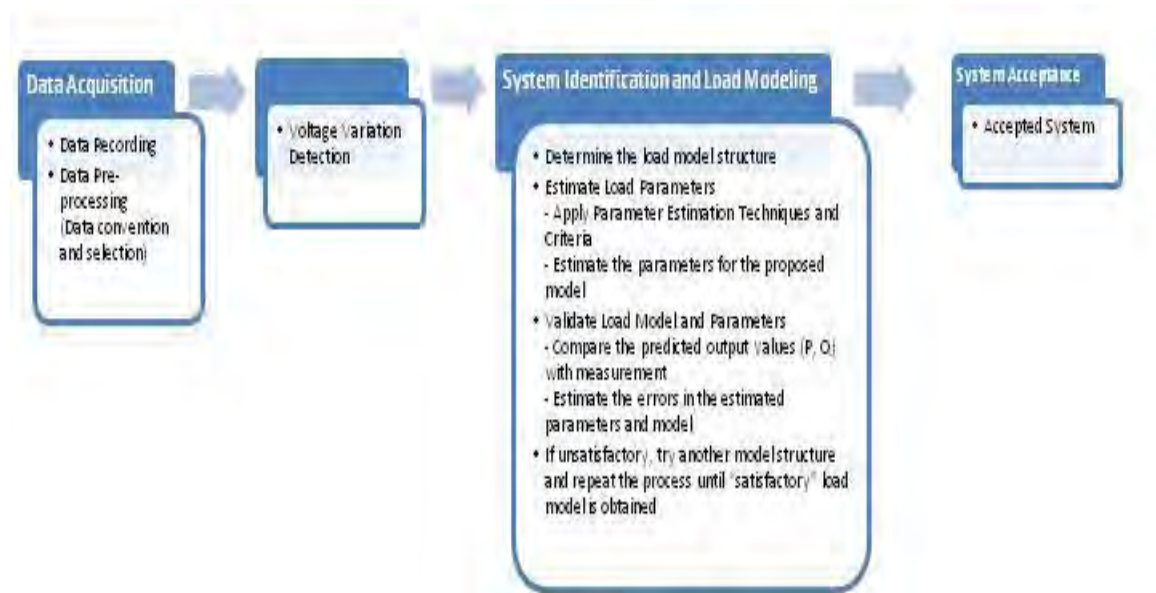 Data Acquisition
• Data Recording
• Data Pre-
processing
(Data convention
and selection)
• Voltage Variation
Detection
System Identification and Load Modeling
• Determine the load model structure
• Estimate Load Parameters
- Apply Parameter Estimation Techniques and
Criteria
- Estimate the parameters for the proposed
model
• Validate Load Model and Parameters
- Compare the predicted output values (P, Q)
with measurement
- Estimate the errors in the estimated
parameters and model
• If unsatisfactory, try another model structure
and repeat the process until "satisfactory" load
model is obtained
System Acceptance
• Accepted System